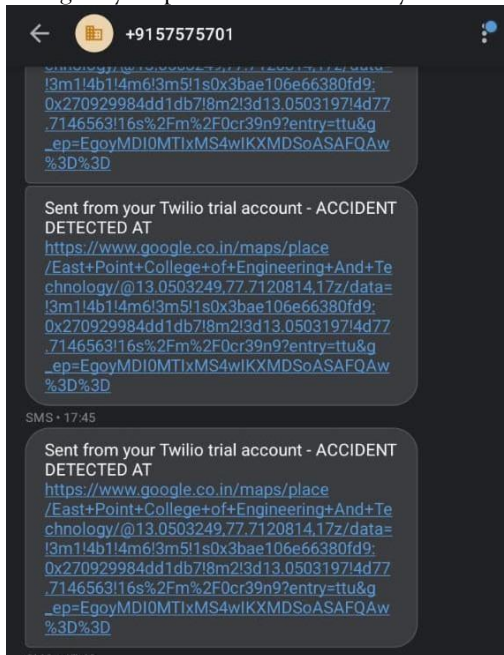 +9157575701
!3m1!4b1!4m6!3m5!1s0x3bae106e66380fd9:
0x270929984dd1db7!8m2!3d13.0503197!4d77
.7146563!16s%2Fm%2F0cr39n9?entry=ttu&g
_ep=EgoyMDI0MTIxMS4wIKXMDSoASAFQAw
%3D%3D
Sent from your Twilio trial account - ACCIDENT
DETECTED AT
https://www.google.co.in/maps/place
/East+Point+College+of+Engineering+And+Te
chnology/@13.0503249,77.7120814,17z/data=
!3m1!4b1!4m6!3m5!1s0x3bae106e66380fd9:
0x270929984dd1db7!8m2!3d13.0503197!4d77
.7146563!16s%2Fm%2F0cr39n9?entry=ttu&g
_ep=EgoyMDI0MTIxMS4wIKXMDSoASAFQAw
%3D%3D
SMS • 17:45
Sent from your Twilio trial account - ACCIDENT
DETECTED AT
https://www.google.co.in/maps/place
/East+Point+College+of+Engineering+And+Te
chnology/@13.0503249,77.7120814,17z/data=
!3m1!4b1!4m6!3m5!1s0x3bae106e66380fd9:
0x270929984dd1db7!8m2!3d13.0503197!4d77
.7146563!16s%2Fm%2F0cr39n9?entry=ttu&g
_ep=EgoyMDI0MTIxMS4wIKXMDSoASAFQAw
%3D%3D